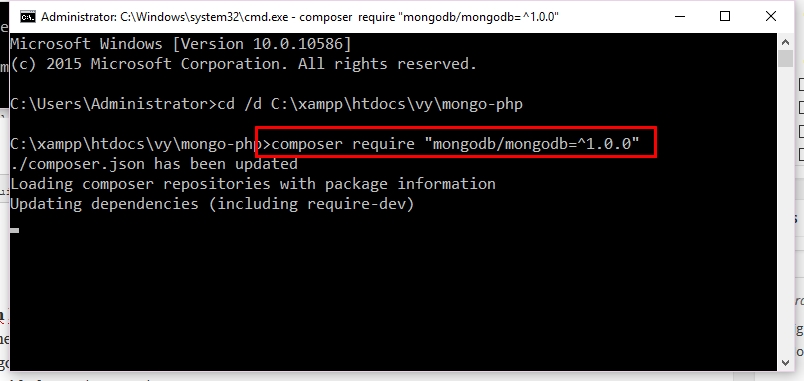 Administrator: C:\Windows\system32\cmd.exe - composer require "mongodb/mongodb=^1.0.0"
Microsoft Windows [Version 10.0.10586]
(c) 2015 Microsoft Corporation. All rights reserved.
C:\Users\Administrator>cd /d C:\xampp\htdocs\vy\mongo-php
C:\xampp\htdocs\vy\mongo-php>composer require "mongodb/mongodb=^1.0.0"
./composer.json has been updated
Loading composer repositories with package information
Updating dependencies (including require-dev)